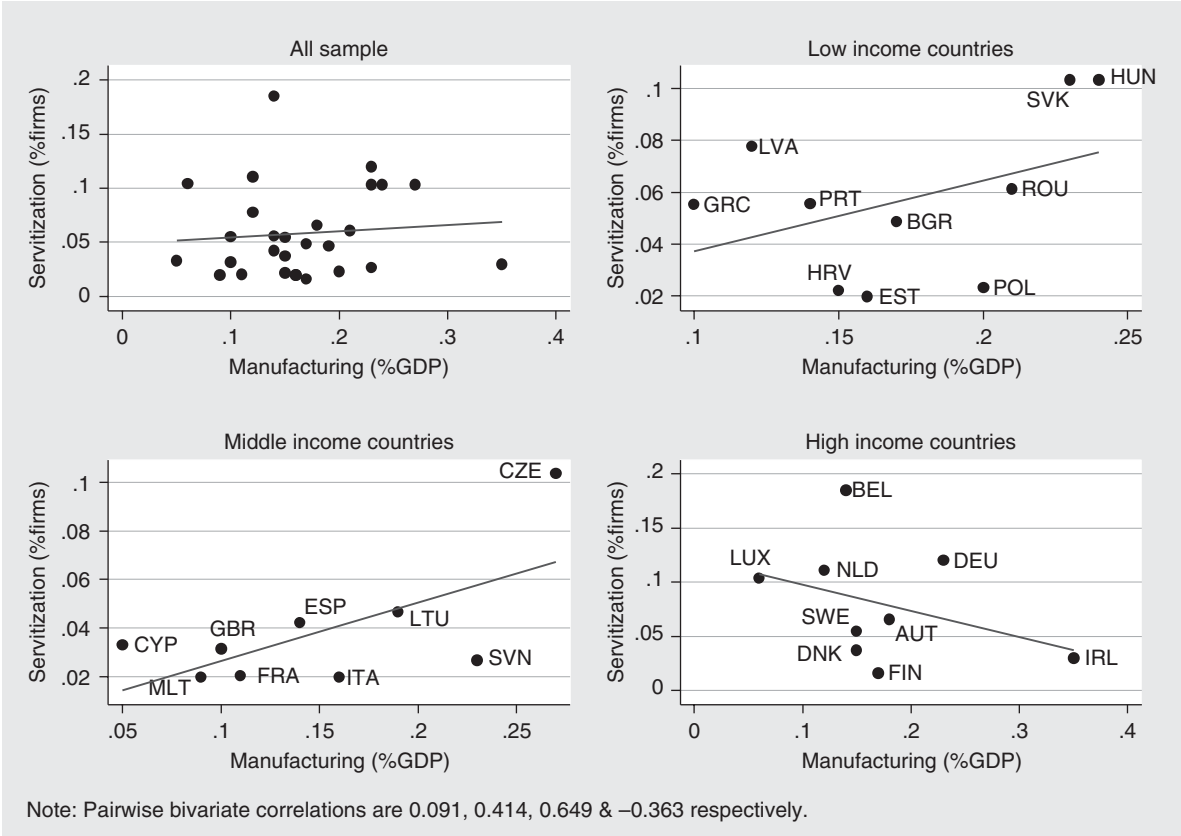 All sample
Servitization (%firms)
.2
.15
.1
.05
0
0 .1 .2 .3 .4
Manufacturing (%GDP)
Low income countries
Servitization (%firms)
.1
.08
.06
.04
.02
HUN
SVK
LVA
GRC
PRT
ROU
BGR
HRV
EST
POL
.1 .15 .2 .25
Manufacturing (%GDP)
Middle income countries
Servitization (%firms)
.1
.08
.06
.04
.02
CZE
ESP
LTU
GBR
CYP
SVN
MLT
FRA
ITA
.05 .1 .15 .2 .25
Manufacturing (%GDP)
High income countries
Servitization (%firms)
.2
.15
.1
.05
0
BEL
LUX
NLD
DEU
SWE
AUT
DNK
FIN
IRL
0 .1 .2 .3 .4
Manufacturing (%GDP)
Note: Pairwise bivariate correlations are 0.091, 0.414, 0.649 & –0.363 respectively.